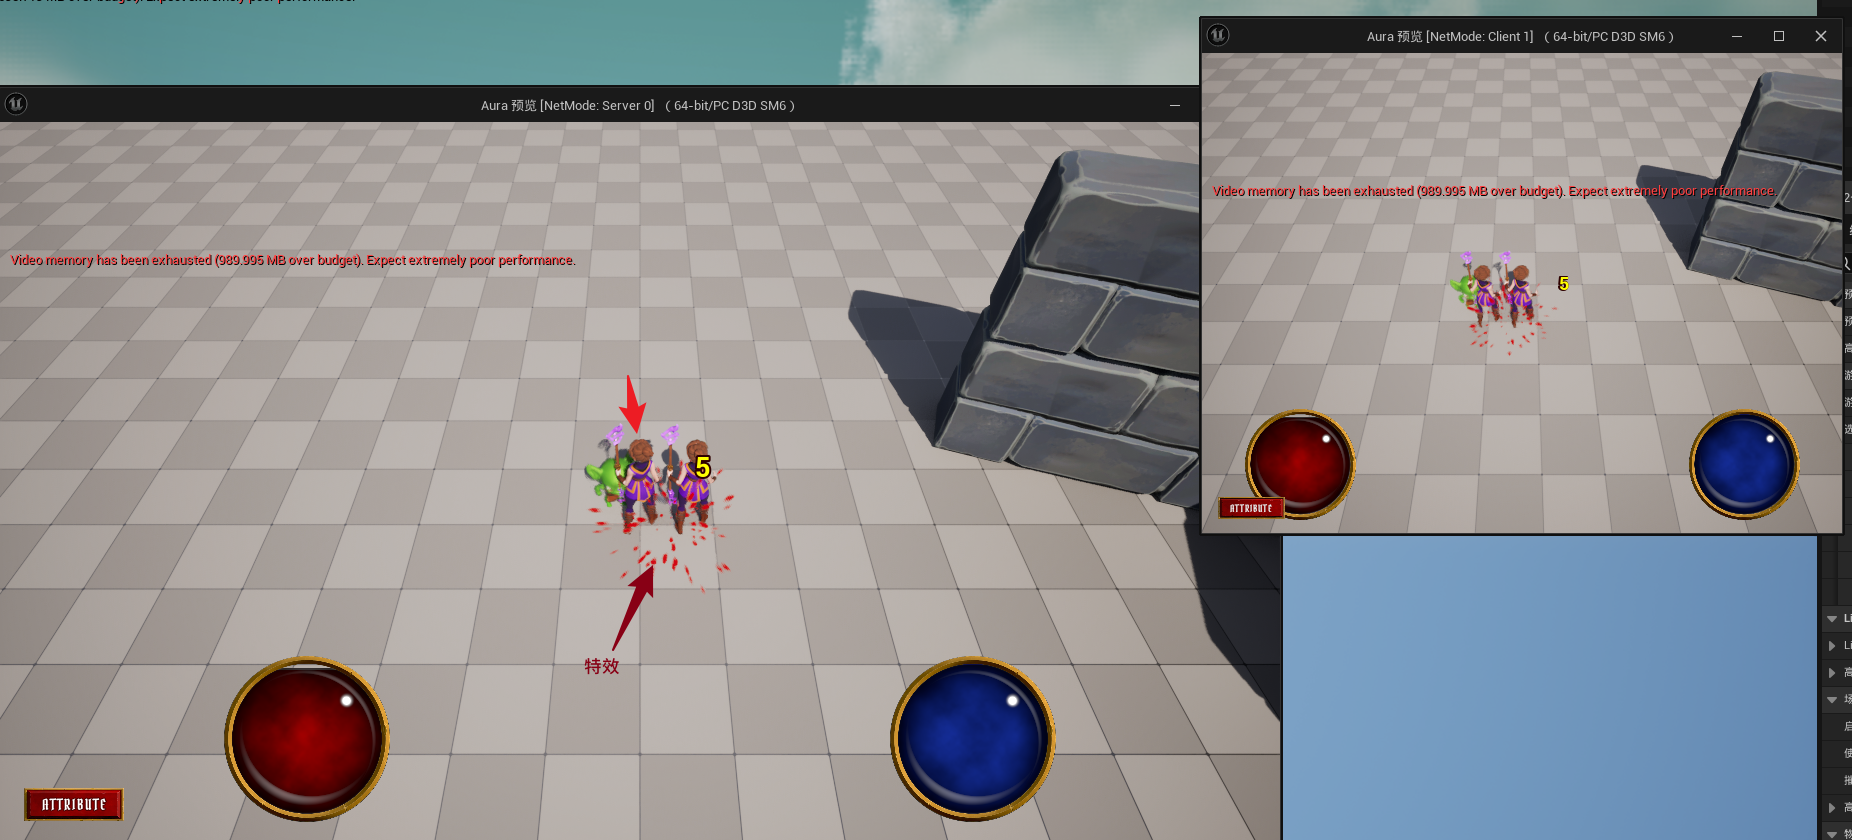 Aura 预览 [NetMode: Client 1] ( 64-bit/PC D3D SM6 )
Aura 预览 [NetMode: Server 0] ( 64-bit/PC D3D SM6 )
Video memory has been exhausted (989.995 MB over budget). Expect extremely poor performance.
5
ATTRIBUTE
Video memory has been exhausted (989.995 MB over budget). Expect extremely poor performance.
5
特效
ATTRIBUTE